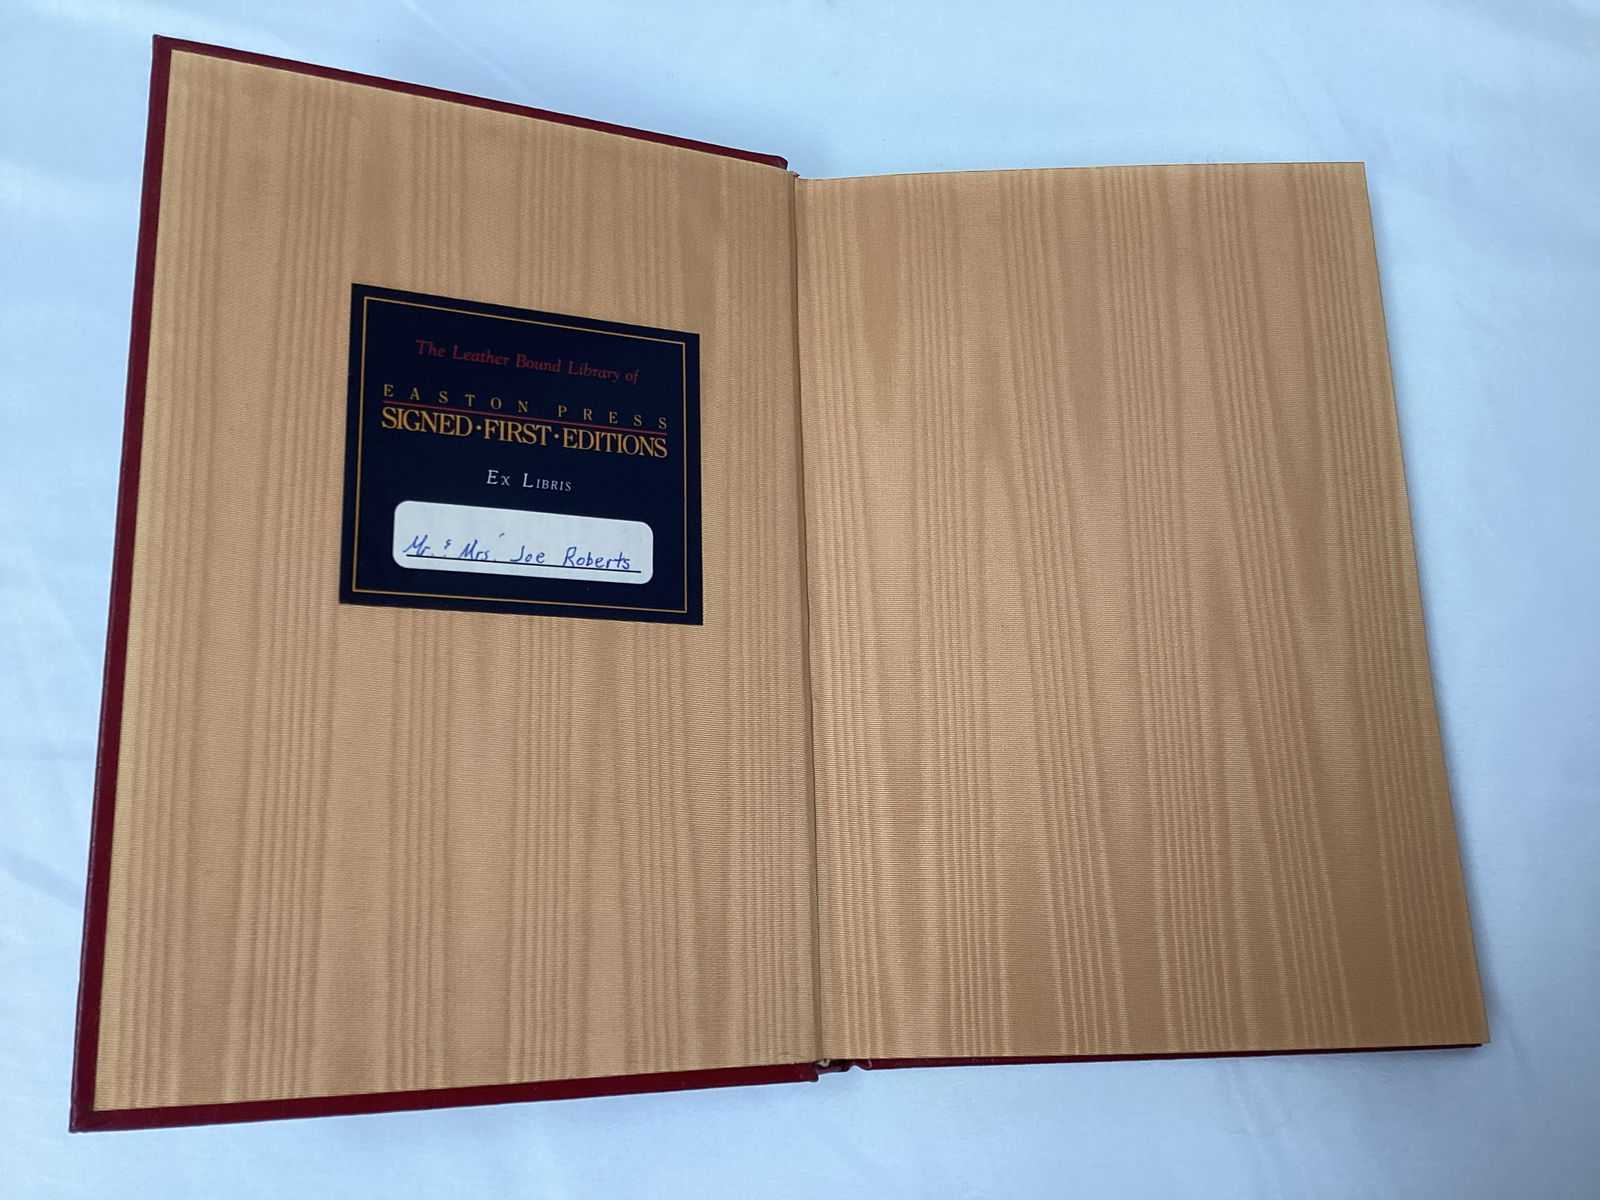 The Leather Bound Library of
EASTON PRESS
SIGNED·FIRST·EDITIONS
EX LIBRIS
Mr. & Mrs. Joe Roberts